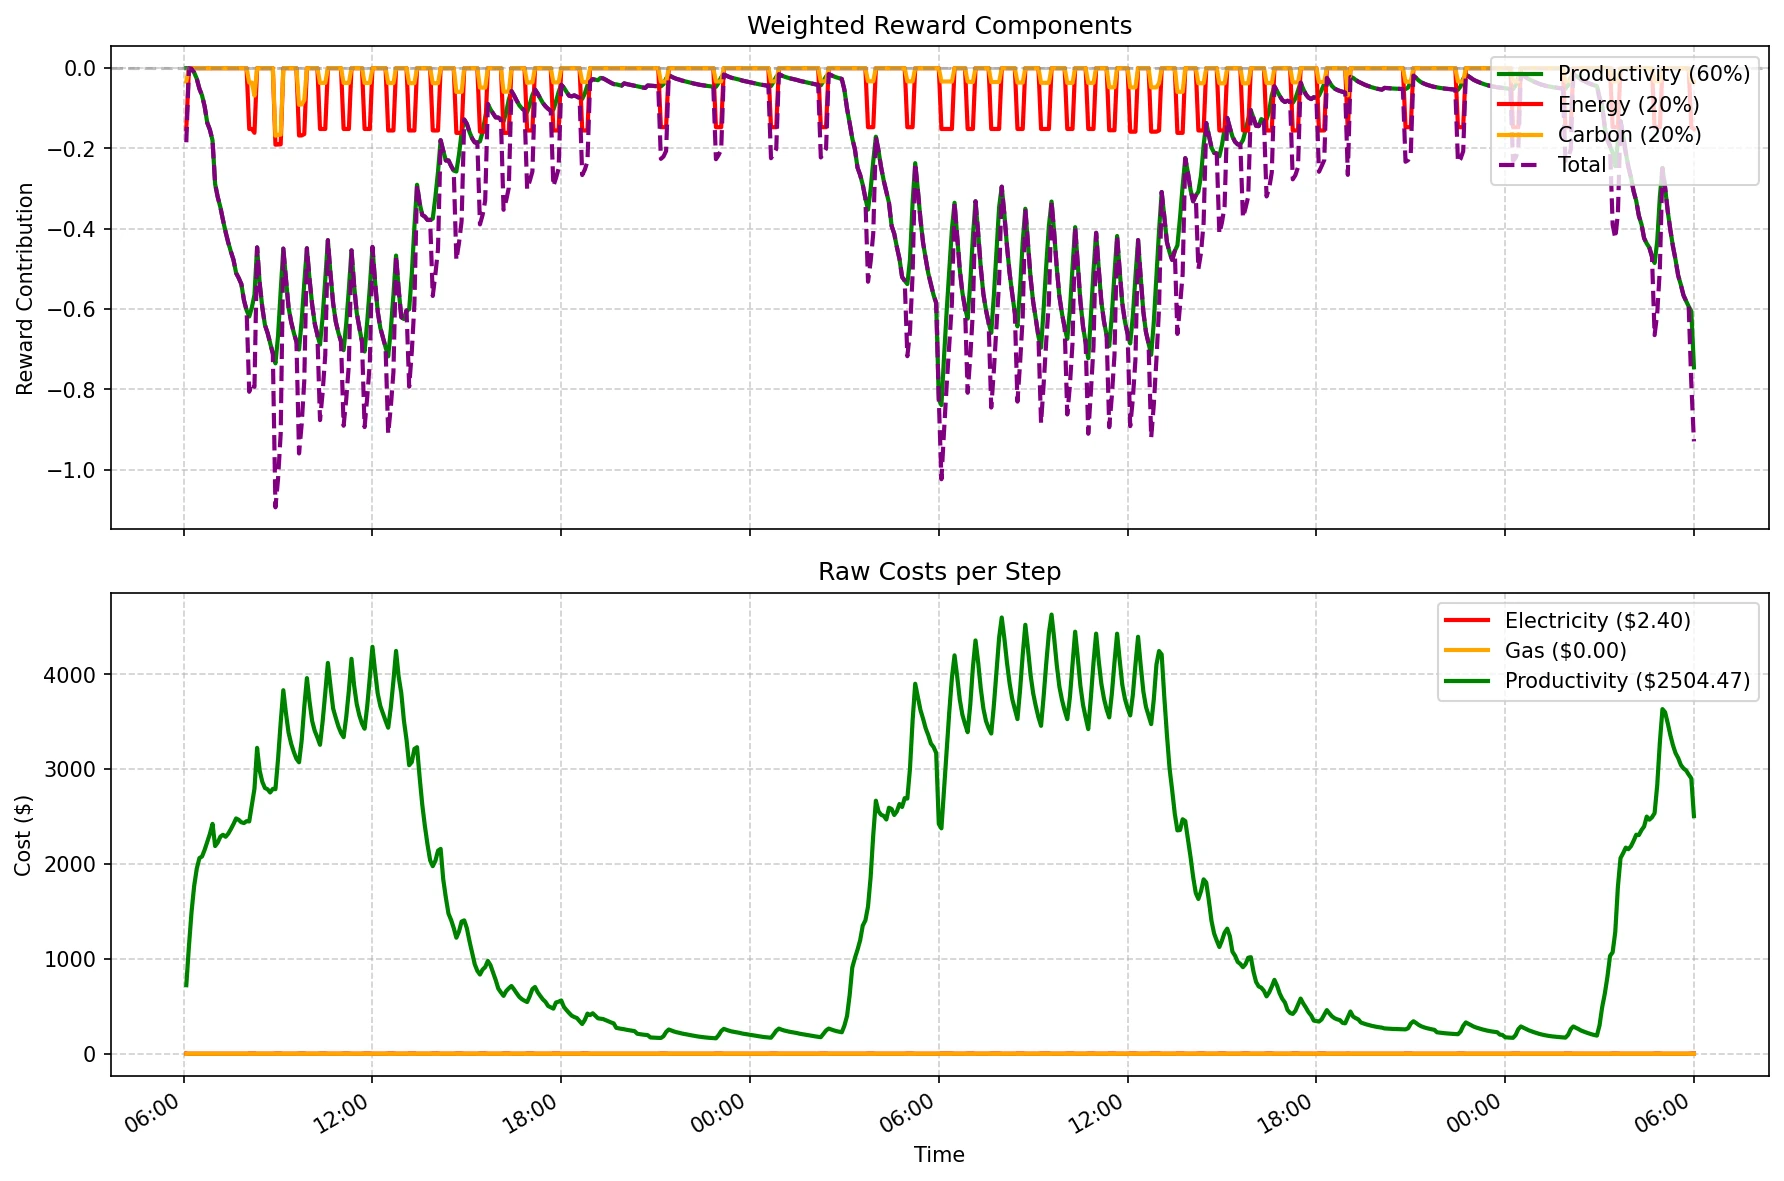 Weighted Reward Components
Reward Contribution
0.0
−0.2
−0.4
−0.6
−0.8
−1.0
Productivity (60%)
Energy (20%)
Carbon (20%)
Total
Raw Costs per Step
Cost ($)
4000
3000
2000
1000
0
Electricity ($2.40)
Gas ($0.00)
Productivity ($2504.47)
06:00
12:00
18:00
00:00
06:00
12:00
18:00
00:00
06:00
Time